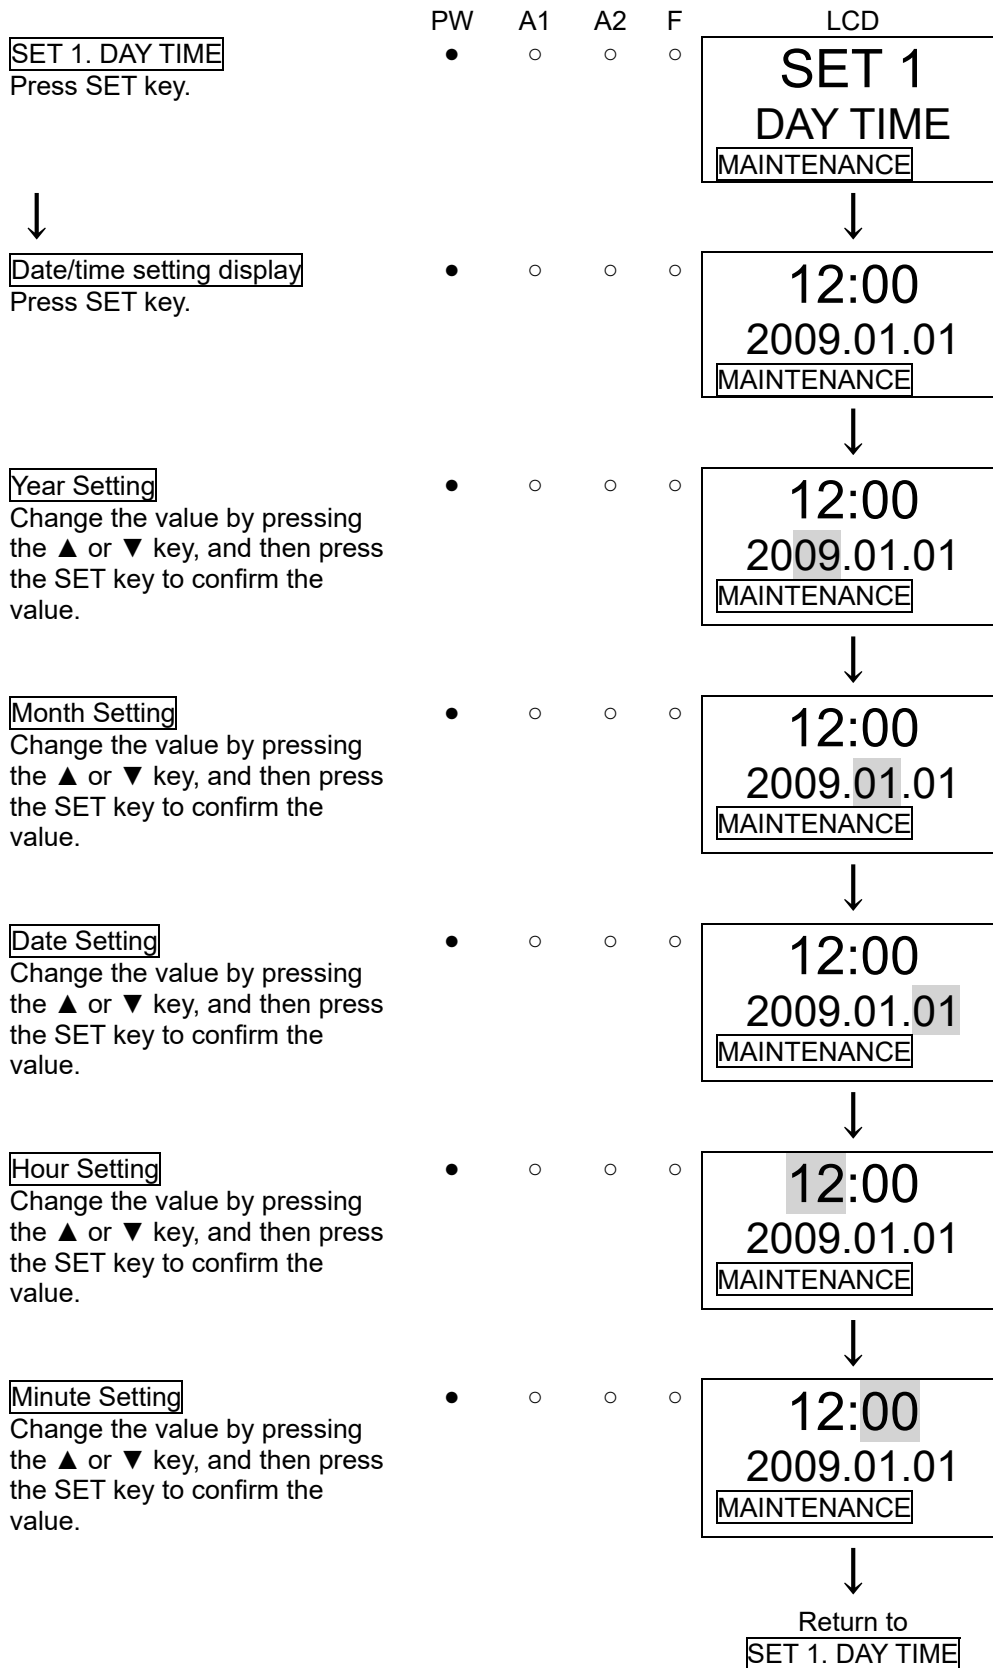 PW A1 A2 F LCD
SET 1. DAY TIME ● ○ ○ ○ SET 1
Press SET key. DAY TIME
MAINTENANCE
↓ ↓
Date/time setting display ● ○ ○ ○ 12:00
Press SET key. 2009.01.01
MAINTENANCE
↓
Year Setting ● ○ ○ ○ 12:00
Change the value by pressing
the ▲ or ▼ key, and then press 2009.01.01
the SET key to confirm the MAINTENANCE
value.
↓
Month Setting ● ○ ○ ○ 12:00
Change the value by pressing
the ▲ or ▼ key, and then press 2009.01.01
the SET key to confirm the MAINTENANCE
value.
↓
Date Setting ● ○ ○ ○ 12:00
Change the value by pressing
the ▲ or ▼ key, and then press 2009.01.01
the SET key to confirm the MAINTENANCE
value.
↓
Hour Setting ● ○ ○ ○ 12:00
Change the value by pressing
the ▲ or ▼ key, and then press 2009.01.01
the SET key to confirm the MAINTENANCE
value.
↓
Minute Setting ● ○ ○ ○ 12:00
Change the value by pressing
the ▲ or ▼ key, and then press 2009.01.01
the SET key to confirm the MAINTENANCE
value.
↓
Return to
SET 1. DAY TIME